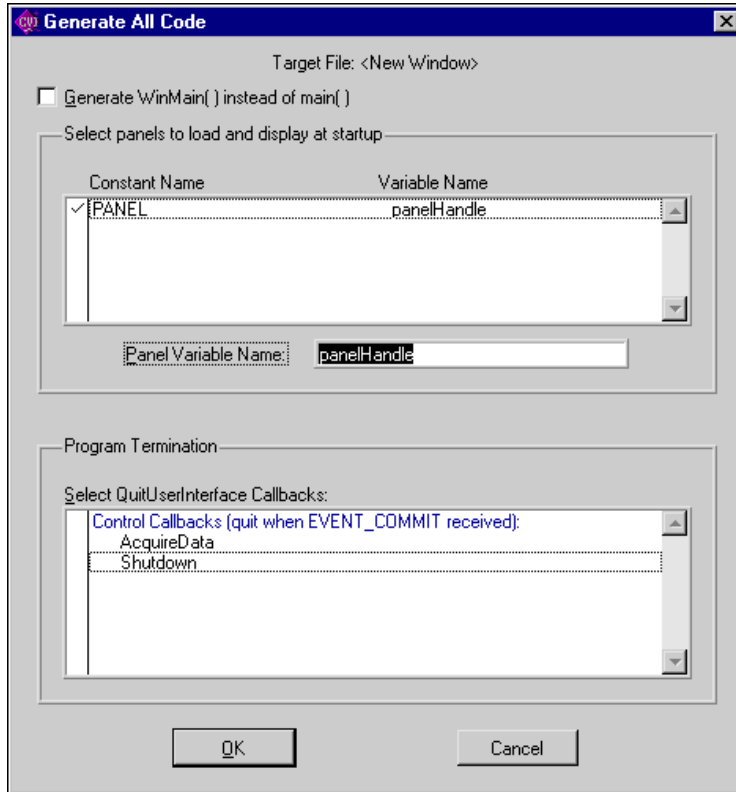 CVI Generate All Code
Target File: <New Window>
Generate WinMain( ) instead of main( )
Select panels to load and display at startup
Constant Name Variable Name
PANEL panelHandle
Panel Variable Name: panelHandle
Program Termination
Select QuitUserInterface Callbacks:
Control Callbacks (quit when EVENT_COMMIT received):
AcquireData
Shutdown
OK Cancel